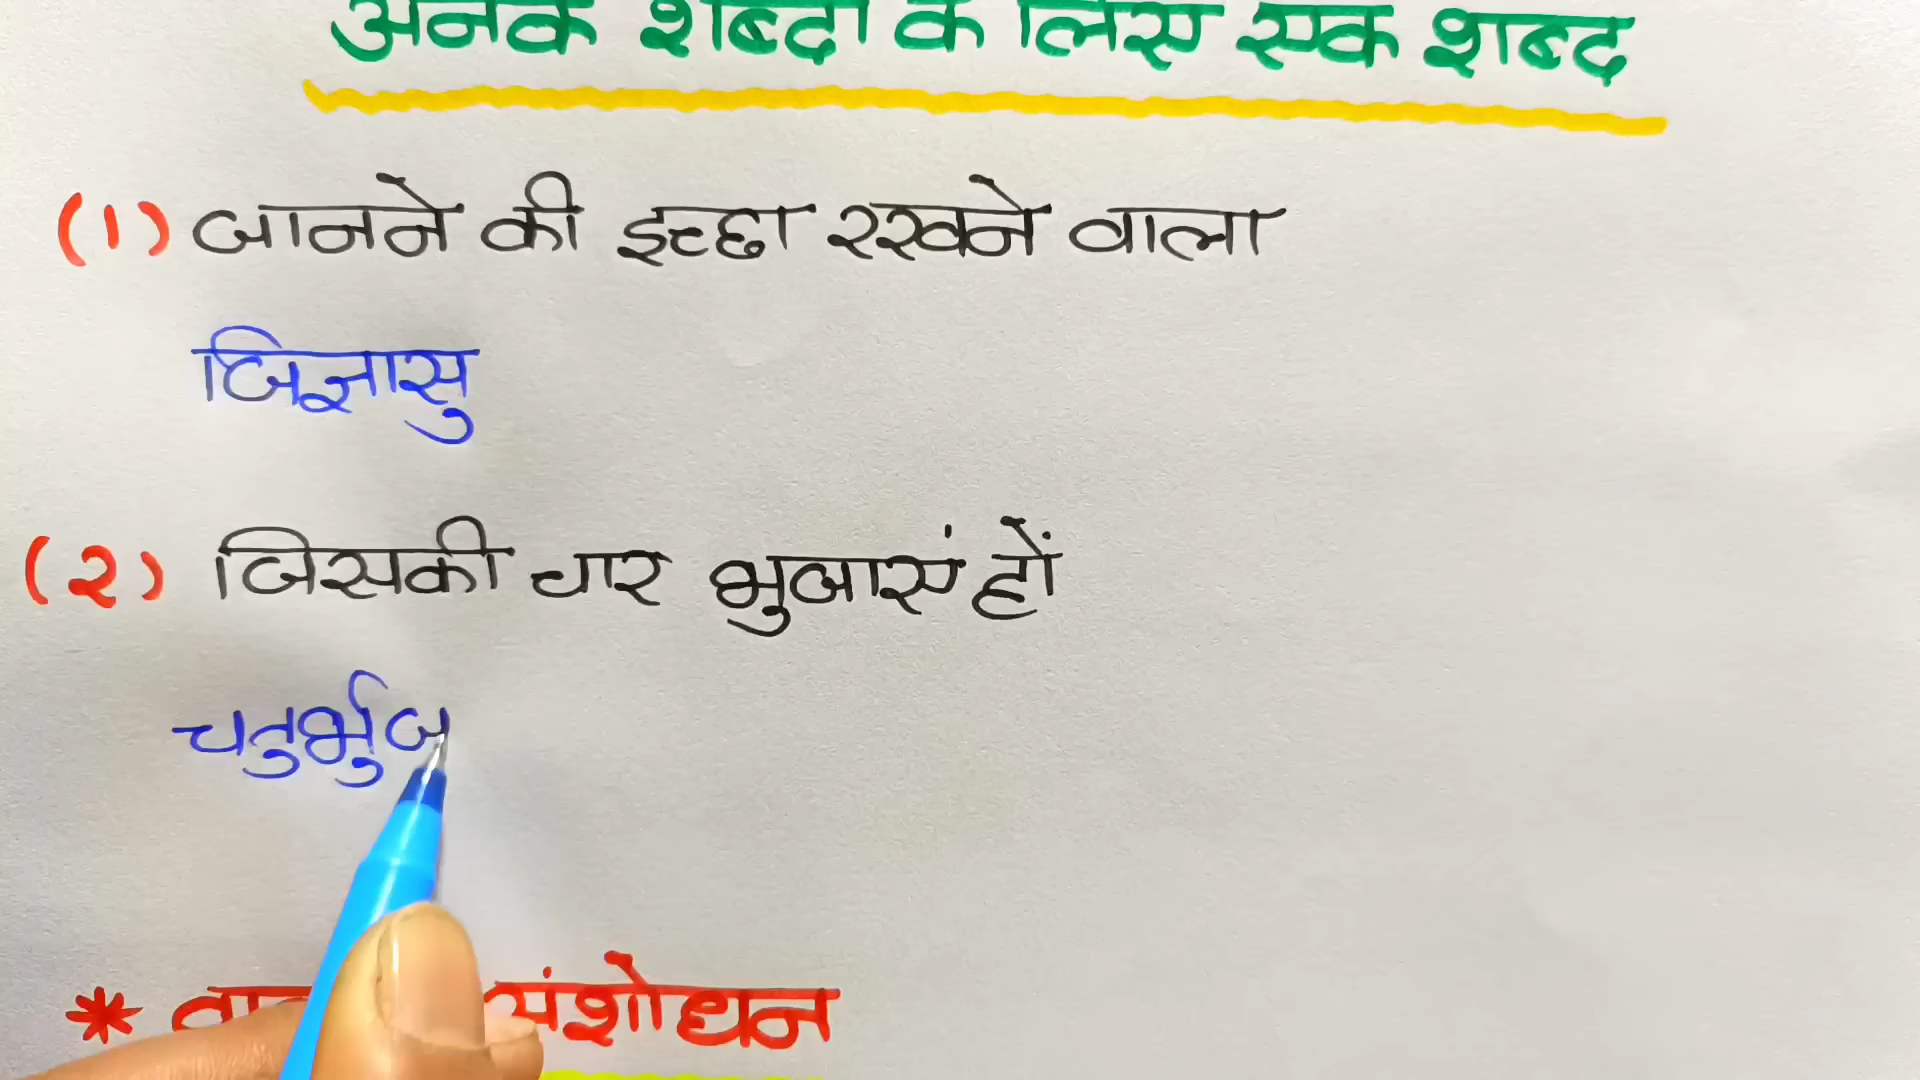 अनेक शब्दों के लिए एक शब्द
(1) जानने की इच्छा रखने वाला
जिज्ञासु
(2) जिसकी चार भुजाएं हों
चतुर्भुज
* संशोधन